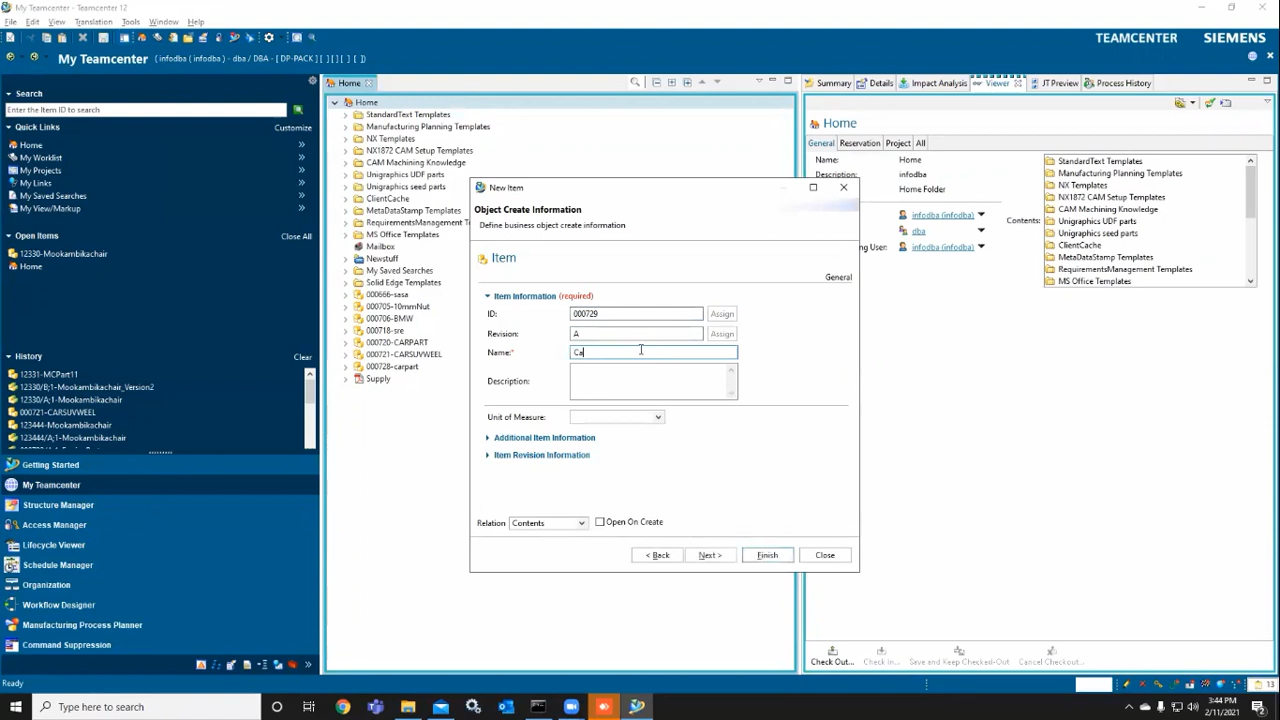 My Teamcenter - Teamcenter 12
File Edit View Translation Tools Window Help
TEAMCENTER SIEMENS
My Teamcenter ( infodba ( infodba ) - dba / DBA - [ DP-PACK ][ ][ ][ ][ ] )
Search
Enter the Item ID to search
Quick Links Customize
Home
My Worklist
My Projects
My Links
My Saved Searches
My View/Markup
Open Items Close All
12330-Mookambikachair
Home
History Clear
12331-MCPart11
12330/B;1-Mookambikachair_Version2
12330/A;1-Mookambikachair
000721-CARSUVWEEL
123444-Mookambikachair
123444/A;1-Mookambikachair
Getting Started
My Teamcenter
Structure Manager
Access Manager
Lifecycle Viewer
Schedule Manager
Organization
Workflow Designer
Manufacturing Process Planner
Command Suppression
Ready
Home
Home
StandardText Templates
Manufacturing Planning Templates
NX Templates
NX1872 CAM Setup Templates
CAM Machining Knowledge
Unigraphics UDF parts
Unigraphics seed parts
ClientCache
MetaDataStamp Templates
RequirementsManagement T
MS Office Templates
Mailbox
Newstuff
My Saved Searches
Solid Edge Templates
000666-sasa
000705-10mmNut
000706-BMW
000718-sre
000720-CARPART
000721-CARSUVWEEL
000728-carpart
Supply
New Item
Object Create Information
Define business object create information
Item
General
Item Information (required)
ID: 000729 Assign
Revision: A Assign
Name:* Ca
Description:
Unit of Measure:
Additional Item Information
Item Revision Information
Relation Contents Open On Create
< Back Next > Finish Close
Summary Details Impact Analysis Viewer JT Preview Process History
Home
General Reservation Project All
Name: Home
Description: infodba
Home Folder
infodba (infodba)
dba
ing User: infodba (infodba)
Contents:
StandardText Templates
Manufacturing Planning Templates
NX Templates
NX1872 CAM Setup Templates
CAM Machining Knowledge
Unigraphics UDF parts
Unigraphics seed parts
ClientCache
MetaDataStamp Templates
RequirementsManagement Templates
MS Office Templates
Check Out... Check in... Save and Keep Checked-Out Cancel Checkout...
13
Type here to search
3:44 PM
2/11/2021